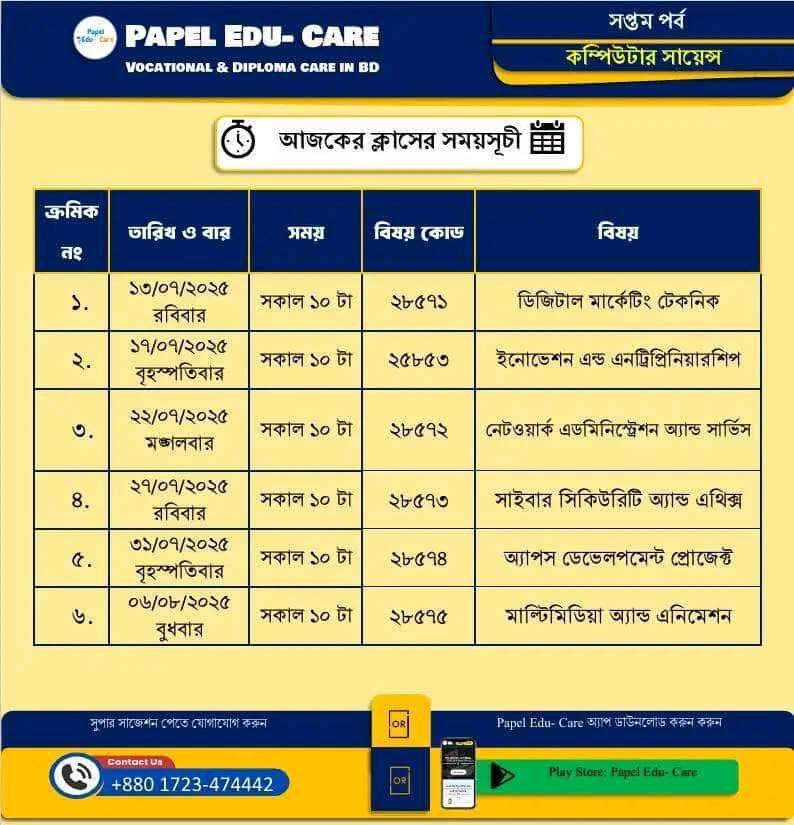 Papel
Edu- Care
PAPEL EDU- CARE
VOCATIONAL & DIPLOMA CARE IN BD
সপ্তম পর্ব
কম্পিউটার সায়েন্স
আজকের ক্লাসের সময়সূচী
ক্রমিক নং তারিখ ও বার সময় বিষয় কোড বিষয়
১. ১৩/০৭/২০২৫ রবিবার সকাল ১০ টা ২৮৫৭১ ডিজিটাল মার্কেটিং টেকনিক
২. ১৭/০৭/২০২৫ বৃহস্পতিবার সকাল ১০ টা ২৫৮৫৩ ইনোভেশন এন্ড এনট্রিপ্রিনিয়ারশিপ
৩. ২২/০৭/২০২৫ মঙ্গলবার সকাল ১০ টা ২৮৫৭২ নেটওয়ার্ক এডমিনিস্ট্রেশন অ্যান্ড সার্ভিস
৪. ২৭/০৭/২০২৫ রবিবার সকাল ১০ টা ২৮৫৭৩ সাইবার সিকিউরিটি অ্যান্ড এথিক্স
৫. ৩১/০৭/২০২৫ বৃহস্পতিবার সকাল ১০ টা ২৮৫৭৪ অ্যাপস ডেভেলপমেন্ট প্রোজেক্ট
৬. ০৬/০৮/২০২৫ বুধবার সকাল ১০ টা ২৮৫৭৫ মাল্টিমিডিয়া অ্যান্ড এনিমেশন
সুপার সাজেশন পেতে যোগাযোগ করুন
OR
Papel Edu- Care অ্যাপ ডাউনলোড করুন করুন
Contact Us
+880 1723-474442
OR
Play Store: Papel Edu- Care